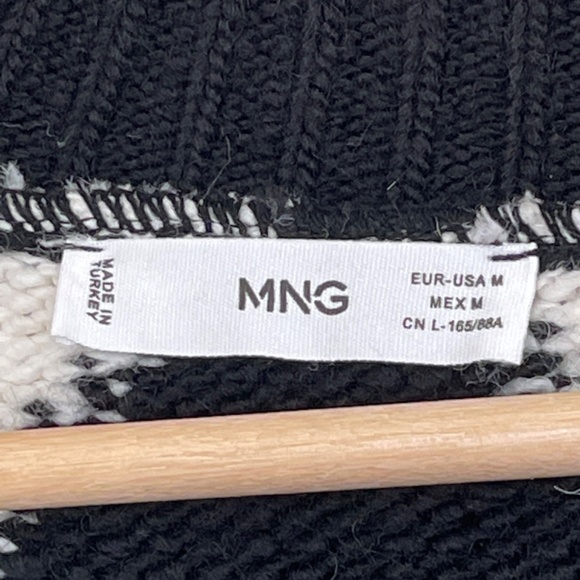 MADE IN
TURKEY
MNG
EUR-USA M
MEX M
CN L-165/88A